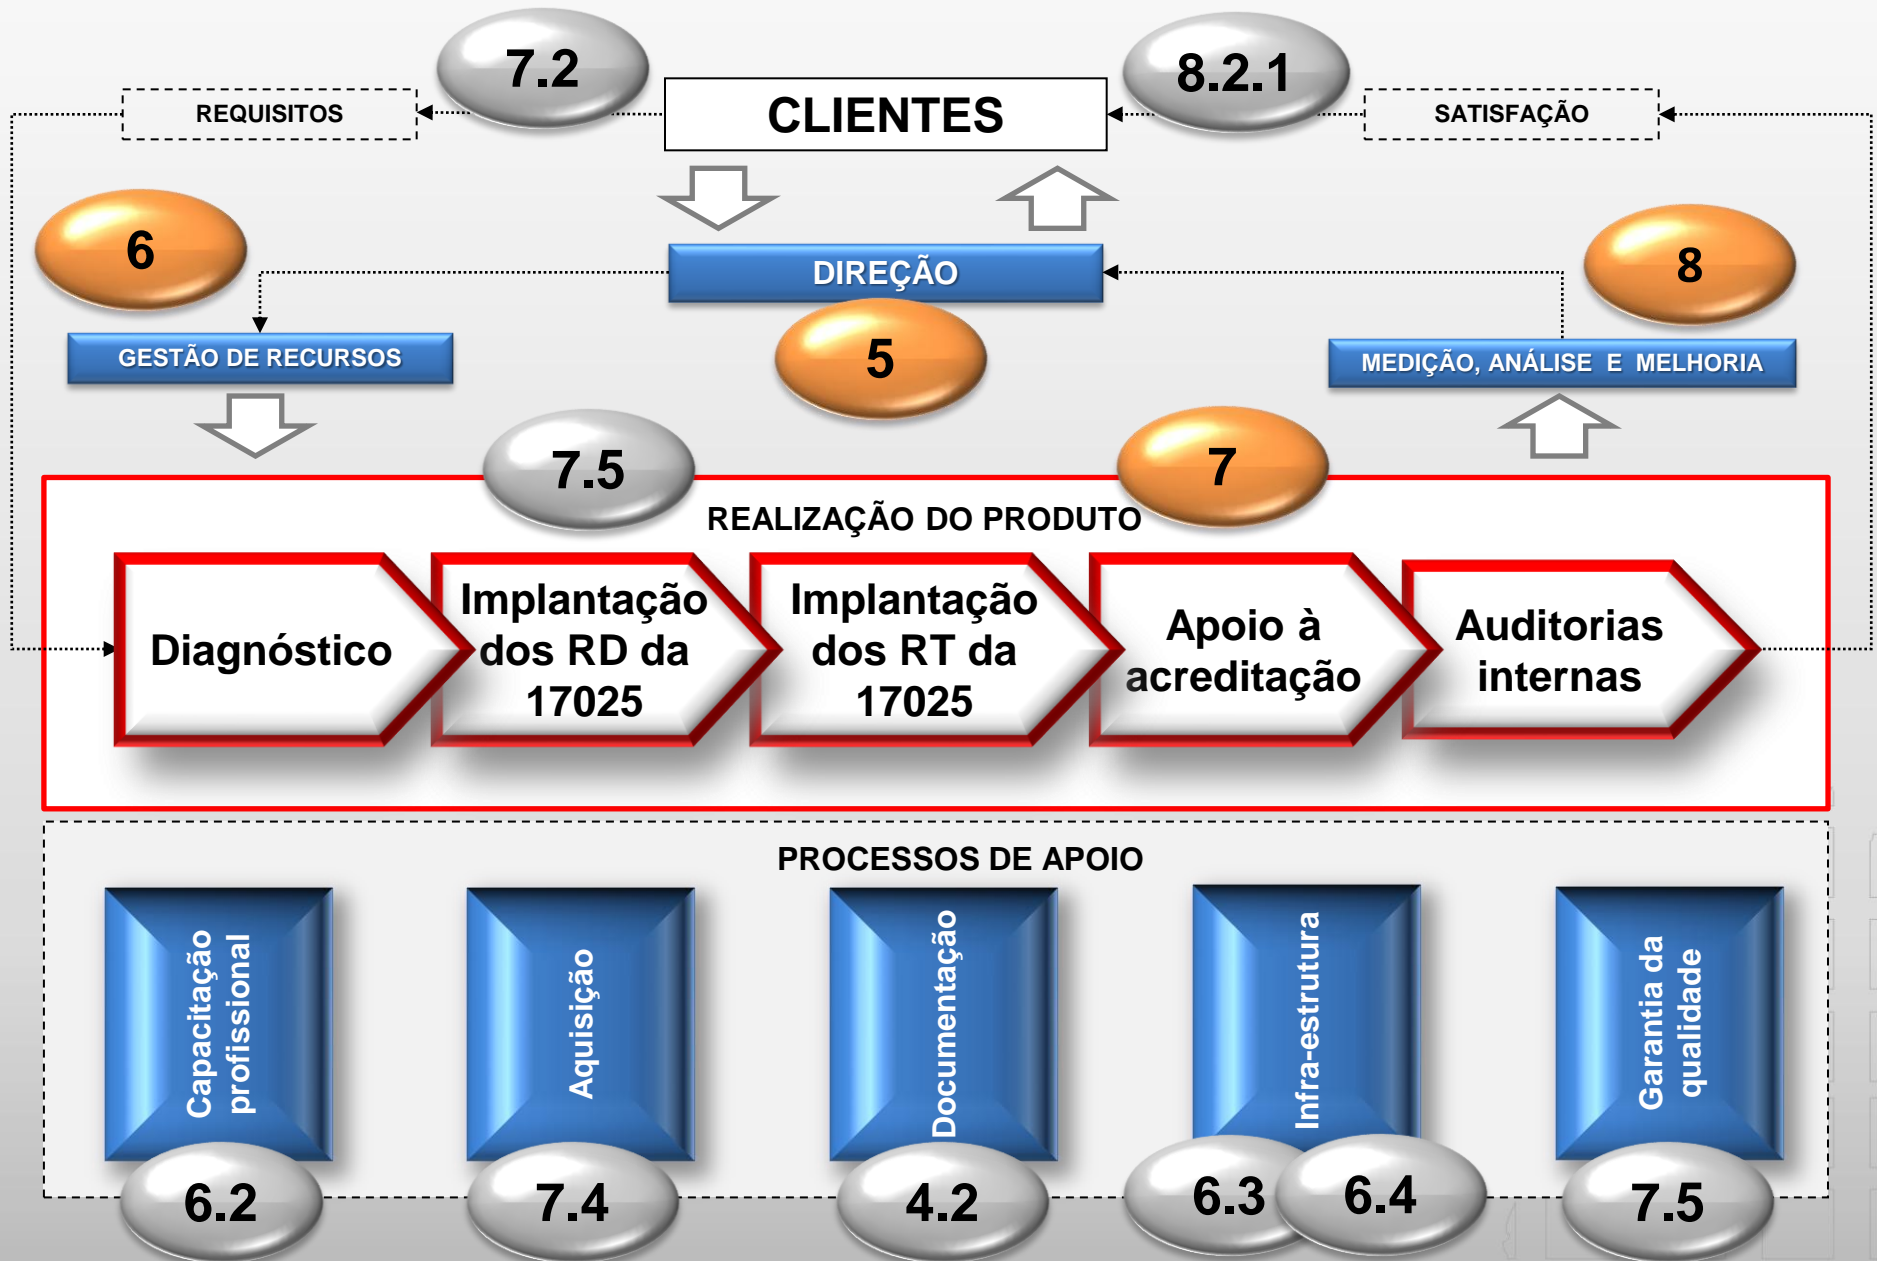 7.2
8.2.1
REQUISITOS
CLIENTES
SATISFAÇÃO
6
DIREÇÃO
8
GESTÃO DE RECURSOS
5
MEDIÇÃO, ANÁLISE E MELHORIA
7.5
7
REALIZAÇÃO DO PRODUTO
Diagnóstico
Implantação
dos RD da
17025
Implantação
dos RT da
17025
Apoio à
acreditação
Auditorias
internas
PROCESSOS DE APOIO
Capacitação
profissional
Aquisição
Documentação
Infra-estrutura
Garantia da
qualidade
6.2
7.4
4.2
6.3
6.4
7.5